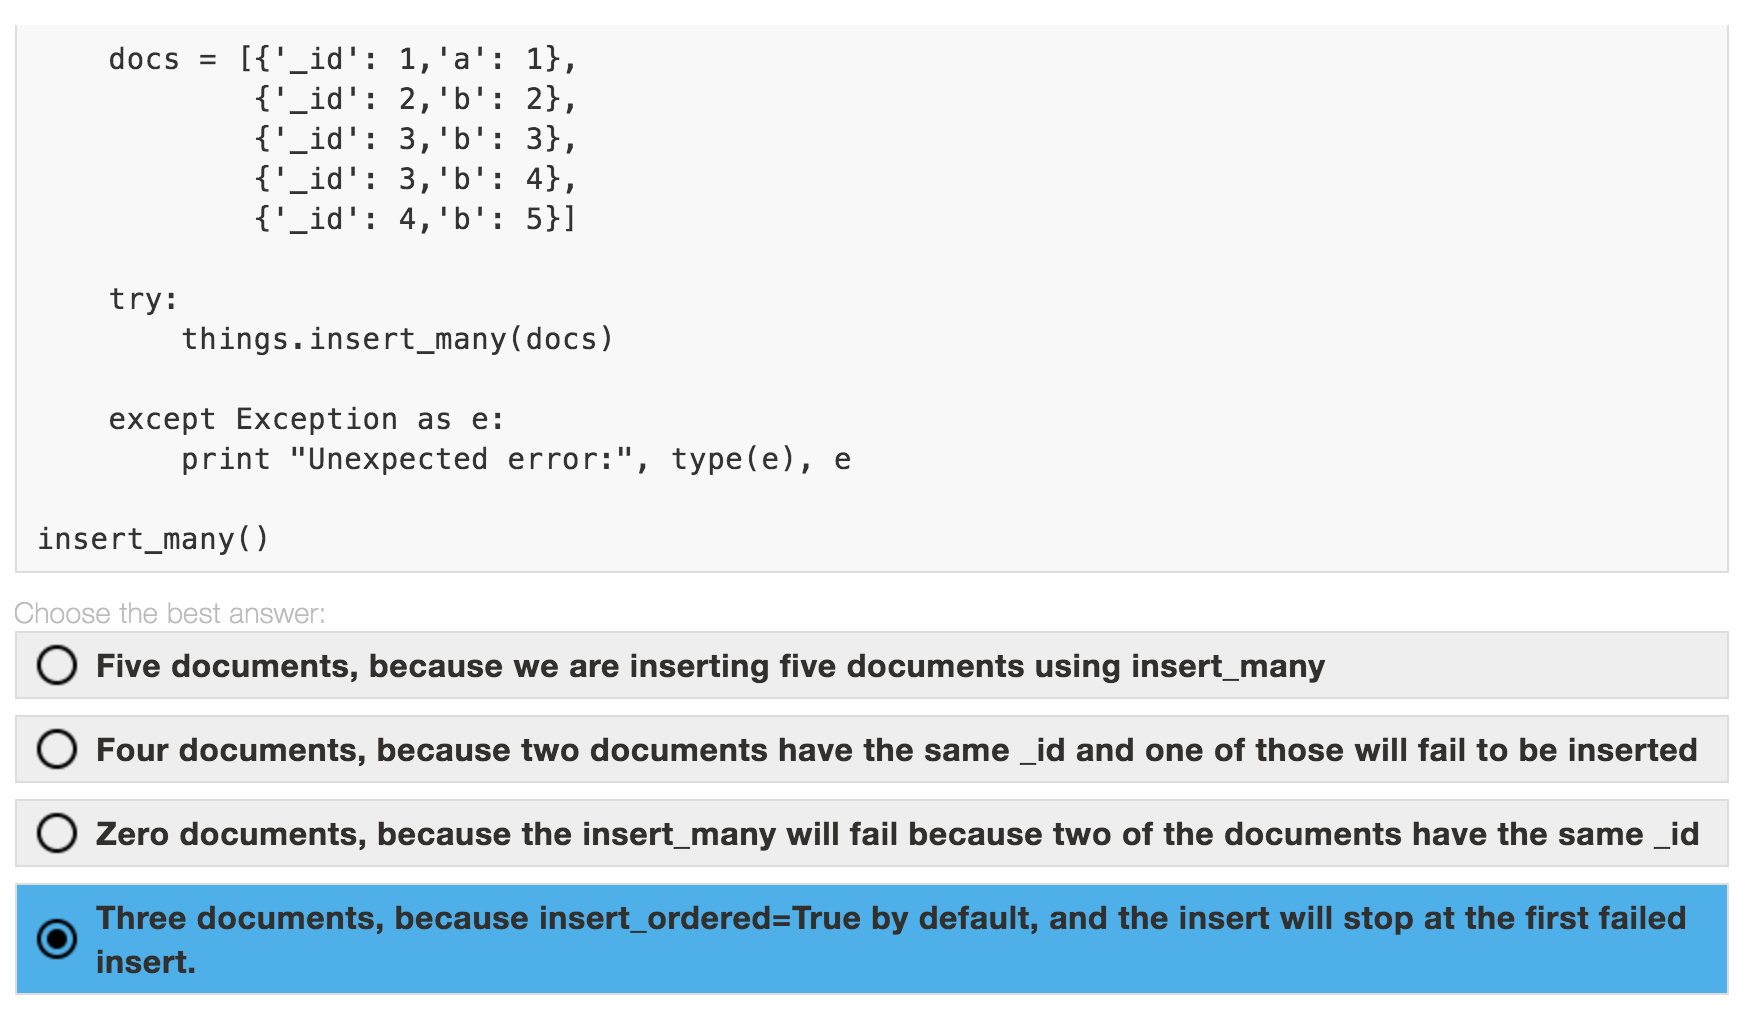 docs = [{'_id': 1,'a': 1},
            {'_id': 2,'b': 2},
            {'_id': 3,'b': 3},
            {'_id': 3,'b': 4},
            {'_id': 4,'b': 5}]
    try:
        things.insert_many(docs)
    except Exception as e:
        print "Unexpected error:", type(e), e
insert_many()
Choose the best answer:
Five documents, because we are inserting five documents using insert_many
Four documents, because two documents have the same _id and one of those will fail to be inserted
Zero documents, because the insert_many will fail because two of the documents have the same _id
Three documents, because insert_ordered=True by default, and the insert will stop at the first failed
insert.